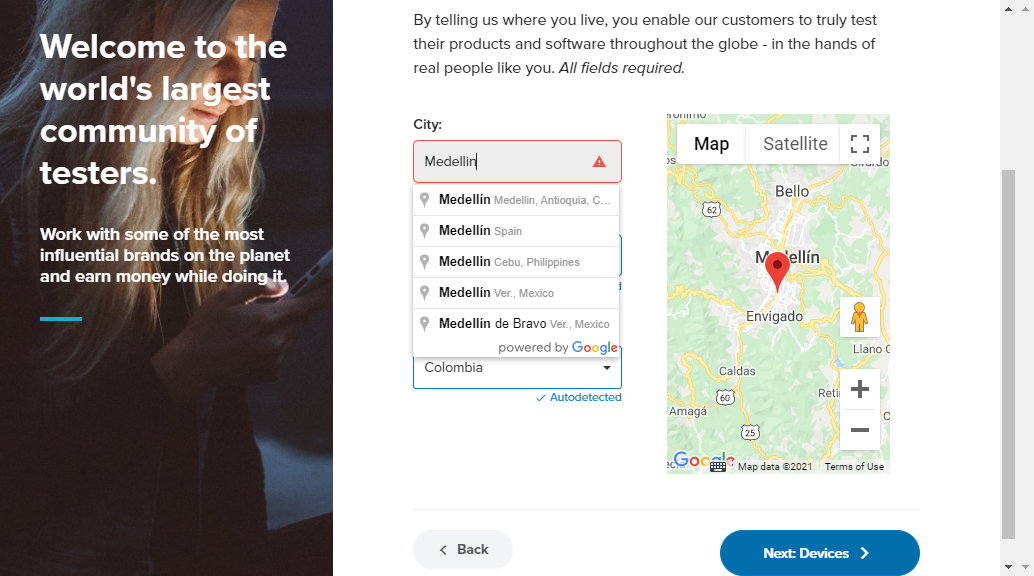 Welcome to the
world's largest
community of
testers.
Work with some of the most
influential brands on the planet
and earn money while doing it.
By telling us where you live, you enable our customers to truly test
their products and software throughout the globe - in the hands of
real people like you. All fields required.
City:
Medellin
Medellín Medellin, Antioquia, C...
Medellín Spain
Medellin Cebu, Philippines
Medellín Ver., Mexico
Medellín de Bravo Ver., Mexico
powered by Google
Colombia
Autodetected
Map Satellite
Bello
62
Medellín
Envigado
Caldas
60
Amagá
25
Google
Map data ©2021 Terms of Use
Back
Next: Devices